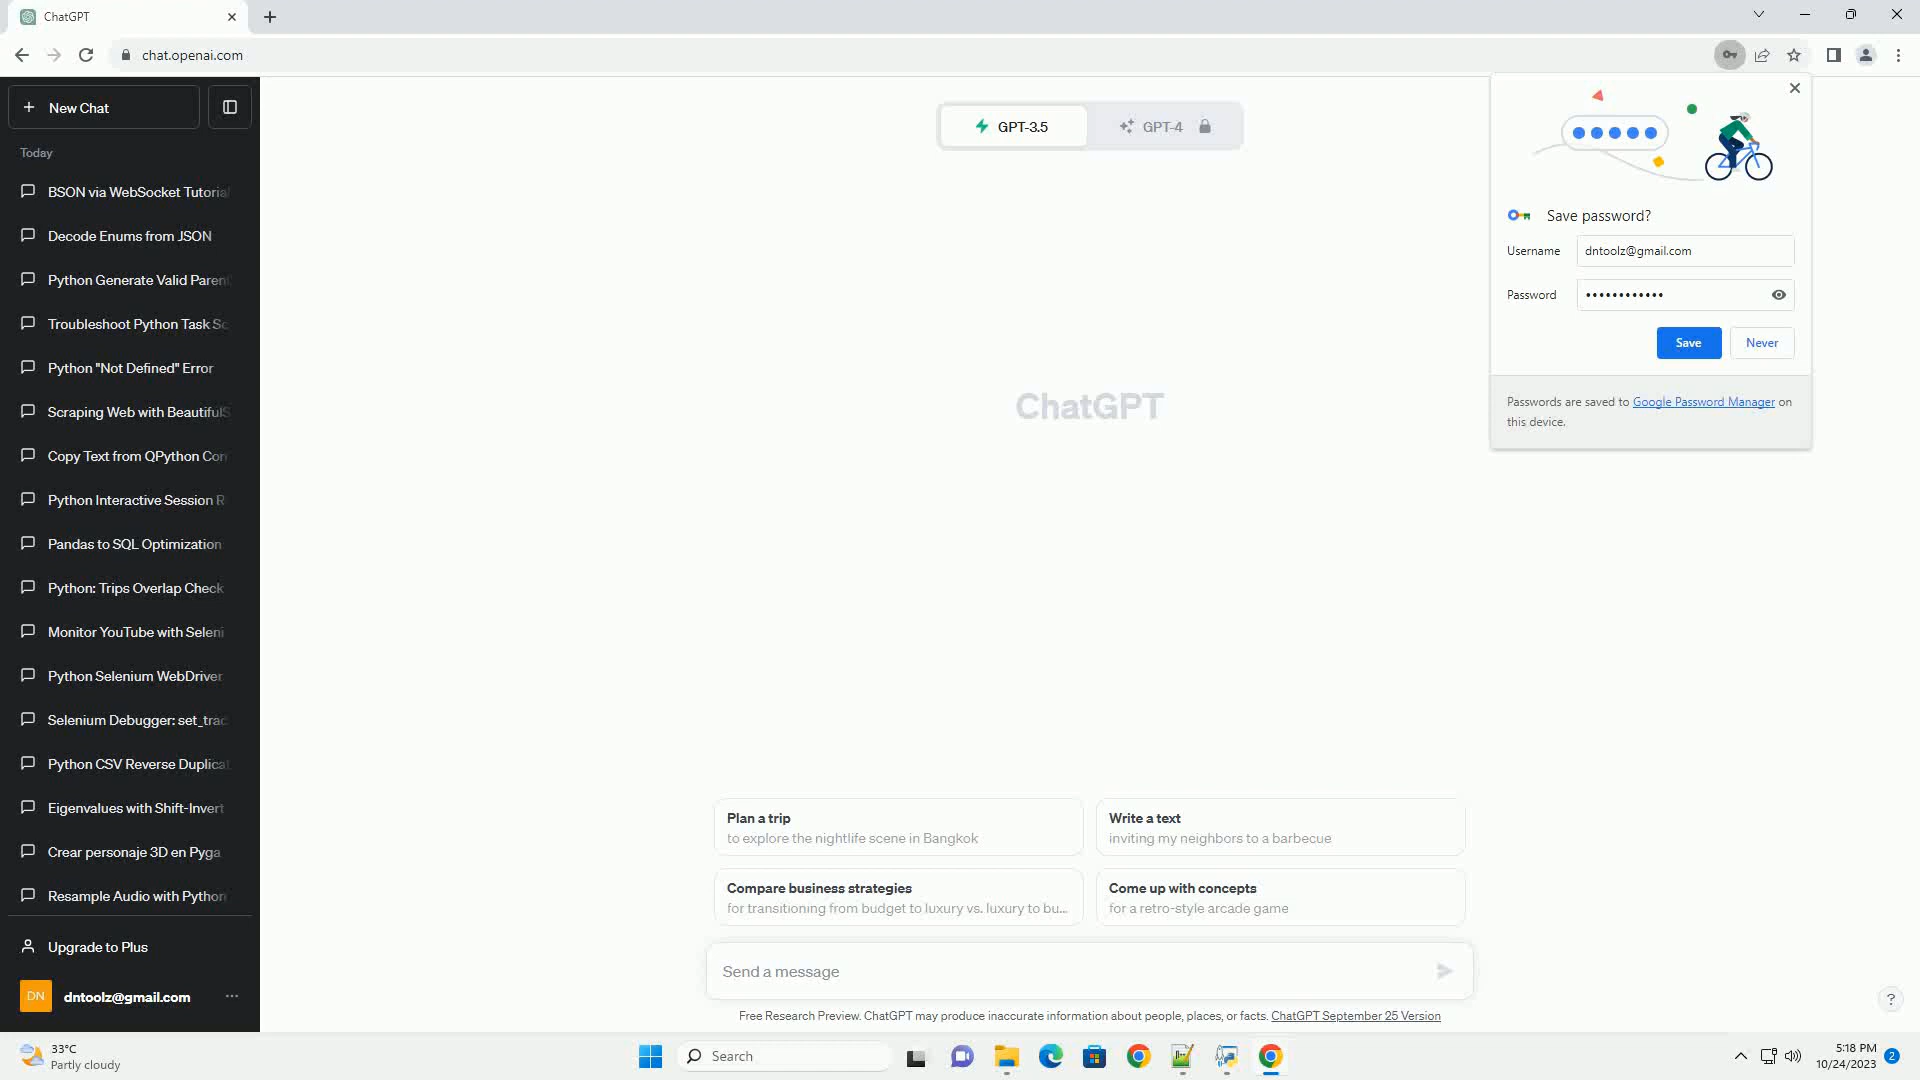 ChatGPT
chat.openai.com
New Chat
Today
BSON via WebSocket Tutorial
Decode Enums from JSON
Python Generate Valid Paren
Troubleshoot Python Task Sc
Python "Not Defined" Error
Scraping Web with BeautifulS
Copy Text from QPython Con
Python Interactive Session R
Pandas to SQL Optimization
Python: Trips Overlap Check
Monitor YouTube with Seleni
Python Selenium WebDriver
Selenium Debugger: set_trac
Python CSV Reverse Duplicat
Eigenvalues with Shift-Invert
Crear personaje 3D en Pyga
Resample Audio with Python
Upgrade to Plus
DN
dntoolz@gmail.com
GPT-3.5
GPT-4
ChatGPT
Save password?
Username
dntoolz@gmail.com
Password
••••••••••••
Save
Never
Passwords are saved to Google Password Manager on
this device.
Plan a trip
to explore the nightlife scene in Bangkok
Write a text
inviting my neighbors to a barbecue
Compare business strategies
for transitioning from budget to luxury vs. luxury to bu...
Come up with concepts
for a retro-style arcade game
Send a message
Free Research Preview. ChatGPT may produce inaccurate information about people, places, or facts. ChatGPT September 25 Version
?
33°C
Partly cloudy
Search
5:18 PM
10/24/2023
2